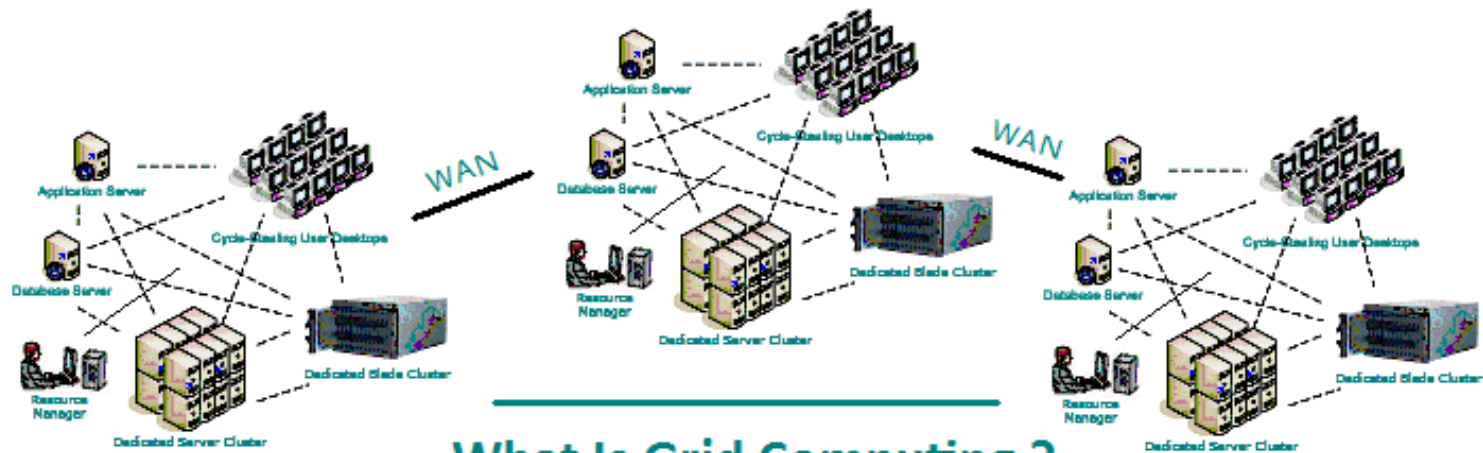 Application Server
Cycle-Stealing User Desktops
Database Server
Resource
Manager
Dedicated Server Cluster
Dedicated Blade Cluster
WAN
Application Server
Cycle-Stealing User Desktops
Database Server
Resource
Manager
Dedicated Server Cluster
Dedicated Blade Cluster
WAN
Application Server
Cycle-Stealing User Desktops
Database Server
Resource
Manager
Dedicated Server Cluster
Dedicated Blade Cluster
What Is Grid Computing ?